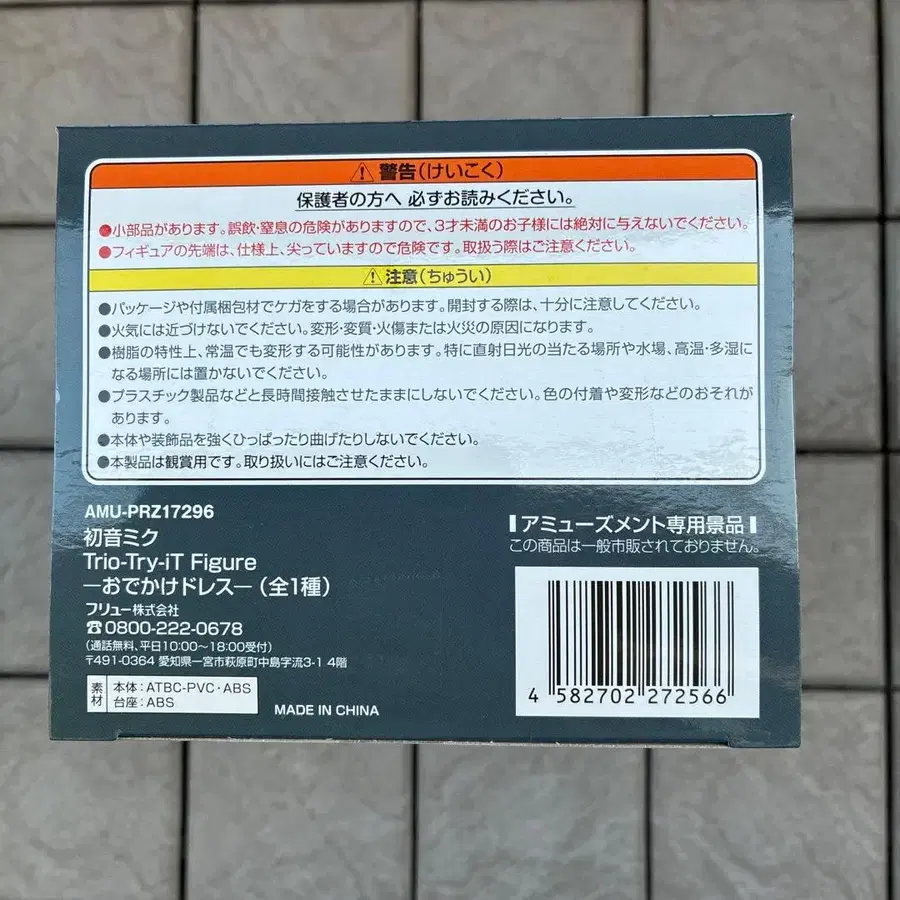 ⚠警告(けいこく)
保護者の方へ 必ずお読みください。
●小部品があります。誤飲・窒息の危険がありますので、3才未満のお子様には絶対に与えないでください。
●フィギュアの先端は、仕様上、尖っていますので危険です。取扱う際はご注意ください。
⚠注意(ちゅうい)
●パッケージや付属梱包材でケガをする場合があります。開封する際は、十分に注意してください。
●火気には近づけないでください。変形・変質・火傷または火災の原因になります。
●樹脂の特性上、常温でも変形する可能性があります。特に直射日光の当たる場所や水場、高温・多湿に
なる場所には置かないでください。
●プラスチック製品などと長時間接触させたままにしないでください。色の付着や変形などのおそれが
あります。
●本体や装飾品を強くひっぱったり曲げたりしないでください。
●本製品は観賞用です。取り扱いにはご注意ください。
AMU-PRZ17296
初音ミク
Trio-Try-iT Figure
―おでかけドレス―(全1種)
フリュー株式会社
☎0800-222-0678
(通話無料、平日10:00~18:00受付)
〒491-0364 愛知県一宮市萩原町中島字流3-1 4階
素材
本体:ATBC-PVC・ABS
台座:ABS
MADE IN CHINA
アミューズメント専用景品
この商品は一般市販されておりません。
4 582702 272566